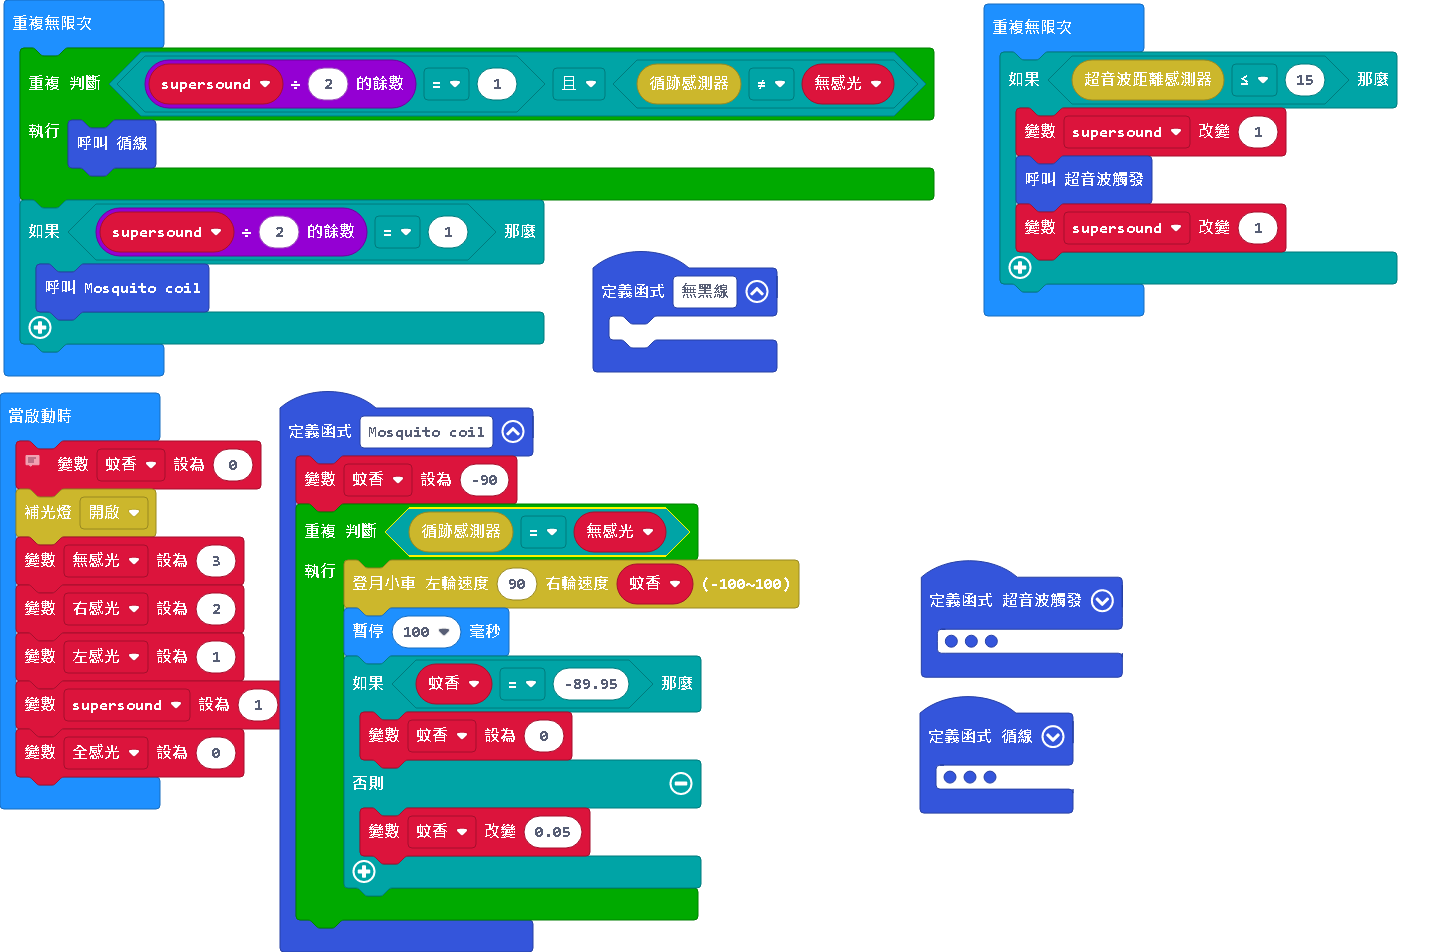 重複無限次
重複 判斷 supersound ÷ 2 的餘數 = 1 且 循跡感測器 ≠ 無感光
執行
呼叫 循線
如果 supersound ÷ 2 的餘數 = 1 那麼
呼叫 Mosquito coil
定義函式 無黑線
重複無限次
如果 超音波距離感測器 ≤ 15 那麼
變數 supersound 改變 1
呼叫 超音波觸發
變數 supersound 改變 1
當啟動時
變數 蚊香 設為 0
補光燈 開啟
變數 無感光 設為 3
變數 右感光 設為 2
變數 左感光 設為 1
變數 supersound 設為 1
變數 全感光 設為 0
定義函式 Mosquito coil
變數 蚊香 設為 -90
重複 判斷 循跡感測器 = 無感光
執行
登月小車 左輪速度 90 右輪速度 蚊香 (-100~100)
暫停 100 毫秒
如果 蚊香 = -89.95 那麼
變數 蚊香 設為 0
否則
變數 蚊香 改變 0.05
定義函式 超音波觸發
定義函式 循線